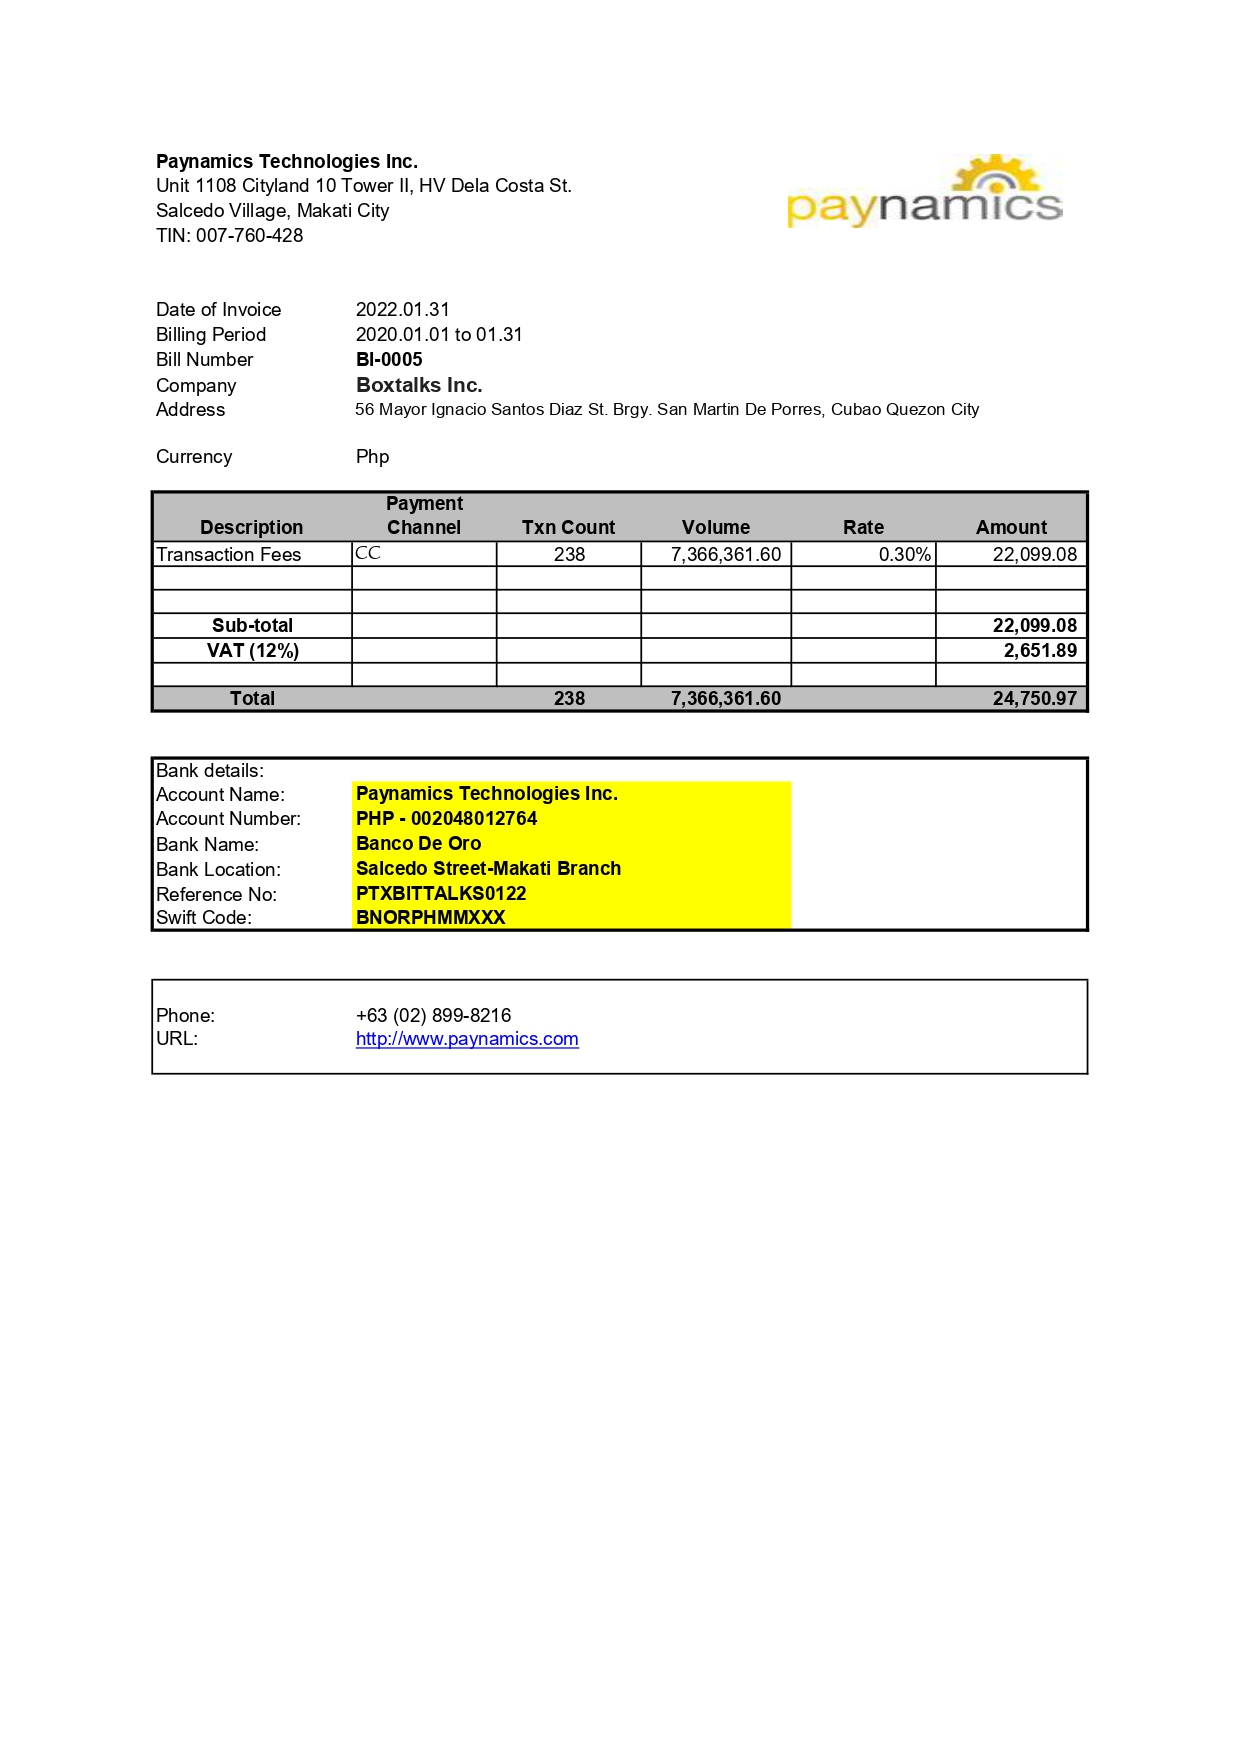 Paynamics Technologies Inc.
Unit 1108 Cityland 10 Tower II, HV Dela Costa St.
Salcedo Village, Makati City
TIN: 007-760-428
paynamics
Date of Invoice 2022.01.31
Billing Period 2020.01.01 to 01.31
Bill Number BI-0005
Company Boxtalks Inc.
Address 56 Mayor Ignacio Santos Diaz St. Brgy. San Martin De Porres, Cubao Quezon City
Currency Php
Description Payment Channel Txn Count Volume Rate Amount
Transaction Fees CC 238 7,366,361.60 0.30% 22,099.08
Sub-total 22,099.08
VAT (12%) 2,651.89
Total 238 7,366,361.60 24,750.97
Bank details:
Account Name: Paynamics Technologies Inc.
Account Number: PHP - 002048012764
Bank Name: Banco De Oro
Bank Location: Salcedo Street-Makati Branch
Reference No: PTXBITTALKS0122
Swift Code: BNORPHMMXXX
Phone: +63 (02) 899-8216
URL: http://www.paynamics.com